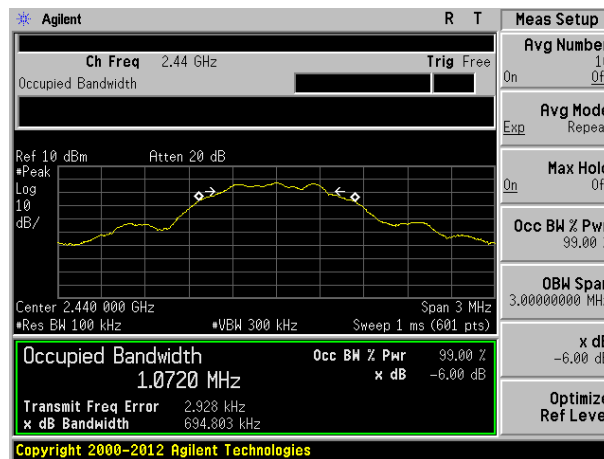 Agilent R T Meas Setup
Ch Freq 2.44 GHz Trig Free
Occupied Bandwidth
Avg Number
On
Avg Mode
Exp
Max Hold
On
Occ BW % Pwr
99.00
OBW Span
3.00000000
x dB
-6.00
Optimize
Ref Level
Ref 10 dBm Atten 20 dB
#Peak
Log
10
dB/
Center 2.440 000 GHz Span 3 MHz
#Res BW 100 kHz #VBW 300 kHz Sweep 1 ms (601 pts)
Occupied Bandwidth Occ BW % Pwr 99.00 %
1.0720 MHz x dB -6.00 dB
Transmit Freq Error 2.928 kHz
x dB Bandwidth 694.803 kHz
Copyright 2000-2012 Agilent Technologies